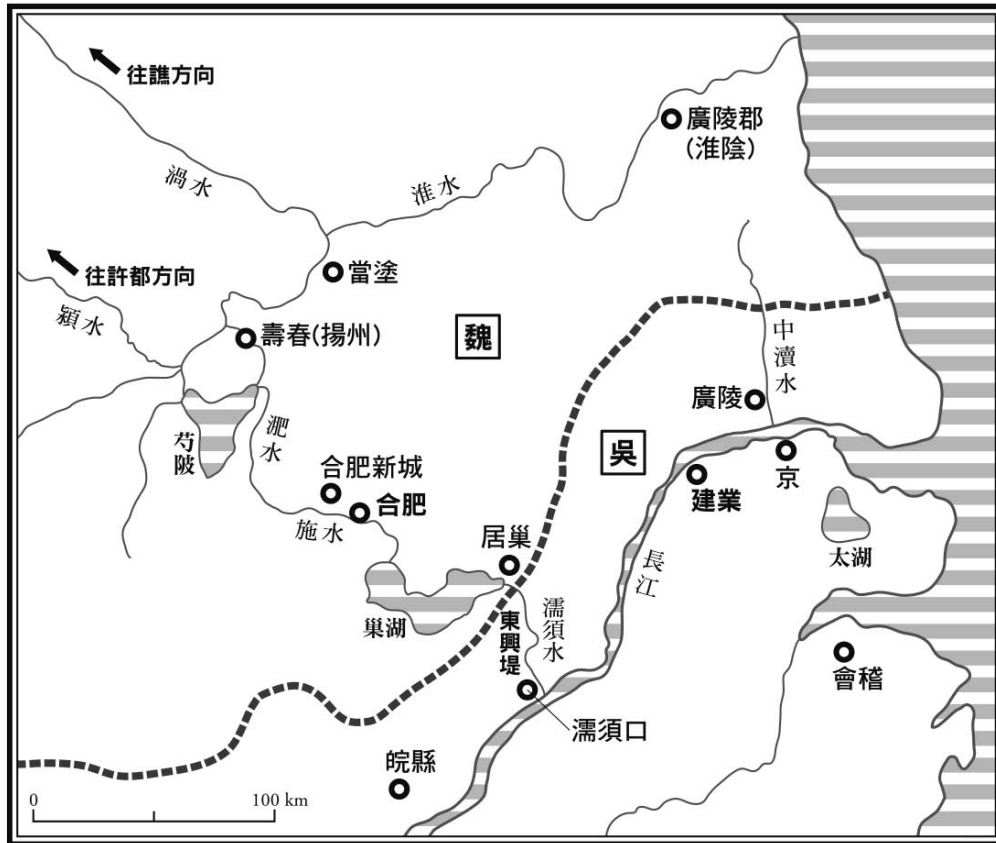 往譙方向
廣陵郡
(淮陰)
渦水
淮水
往許都方向
當塗
潁水
壽春(揚州)
魏
中瀆水
廣陵
芍陂
淝水
吳
合肥新城
合肥
建業
京
施水
居巢
長江
太湖
巢湖
東興堤
濡須水
會稽
濡須口
皖縣
0
100 km